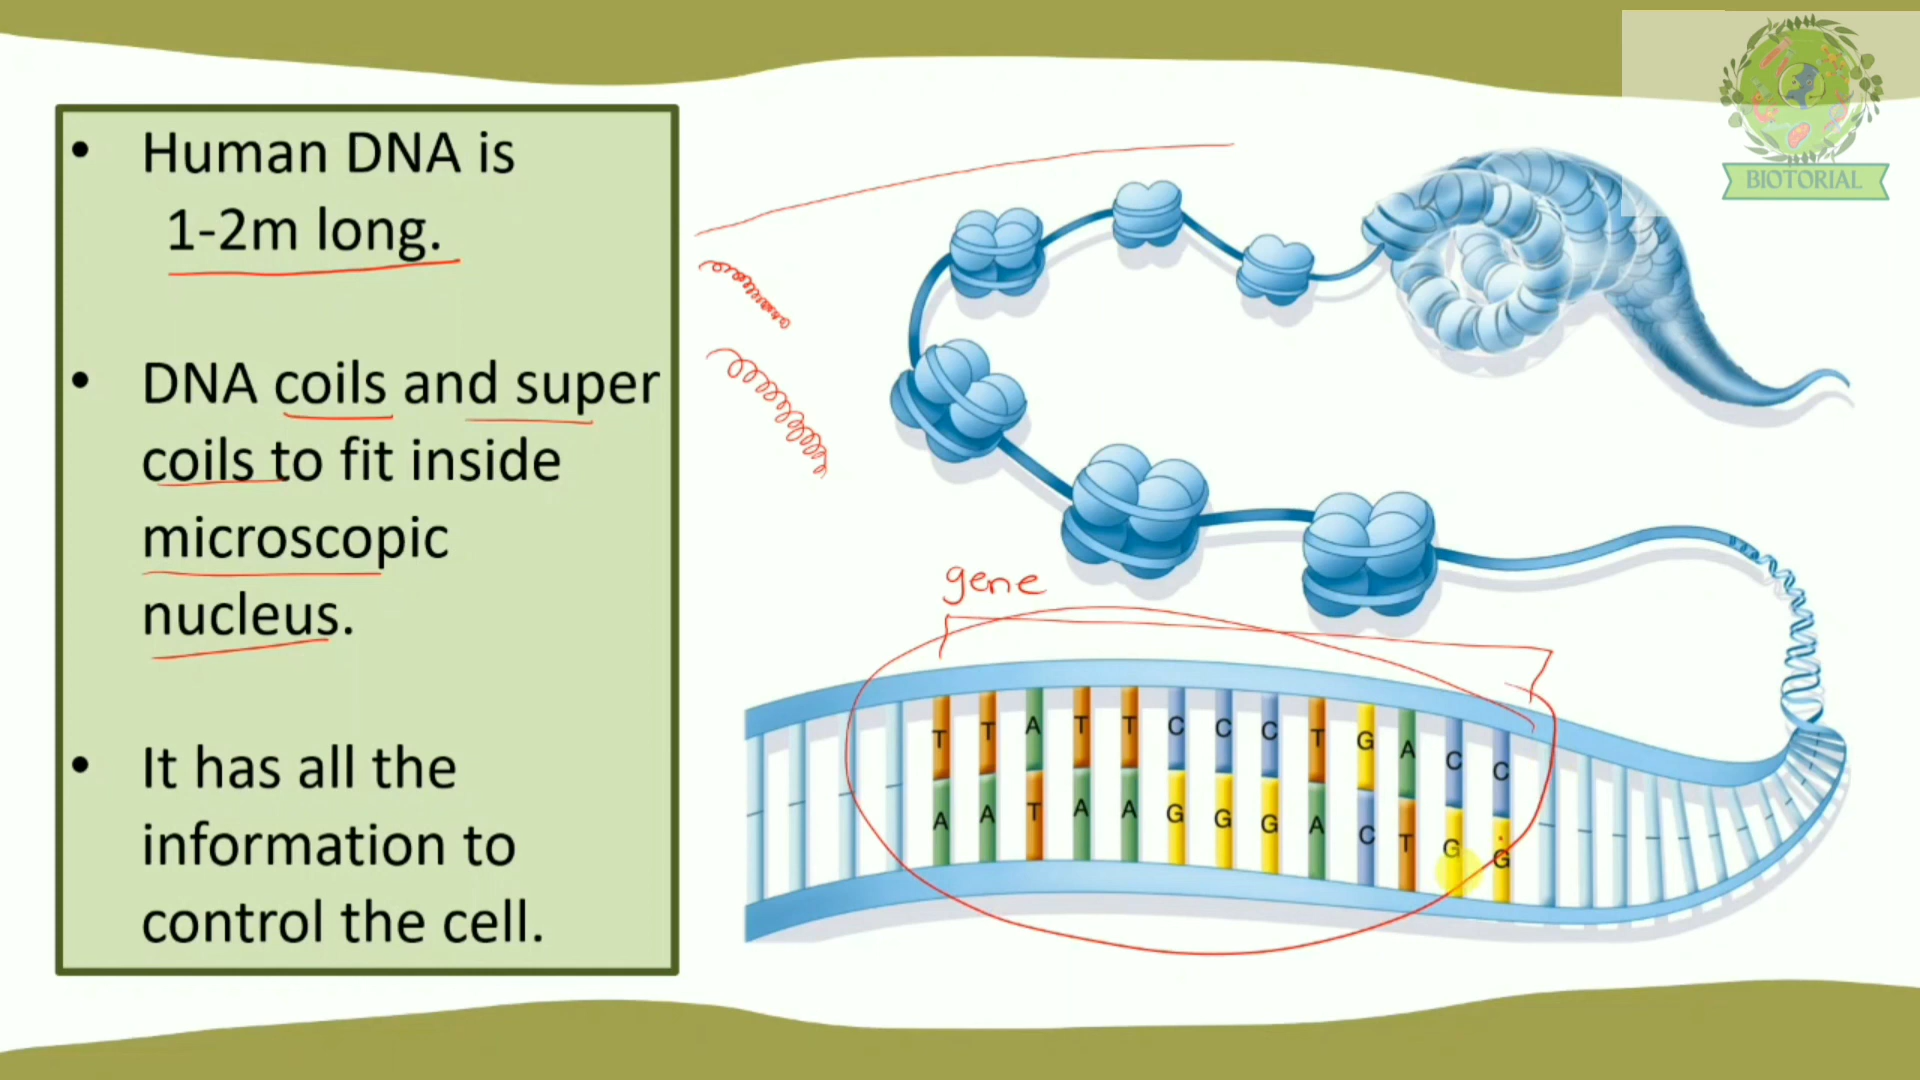 • Human DNA is
1-2m long.
• DNA coils and super
coils to fit inside
microscopic
nucleus.
• It has all the
information to
control the cell.
BIOTORIAL
gene
T T A T T C C C T G A C C
A A T A A G G G A C T G G